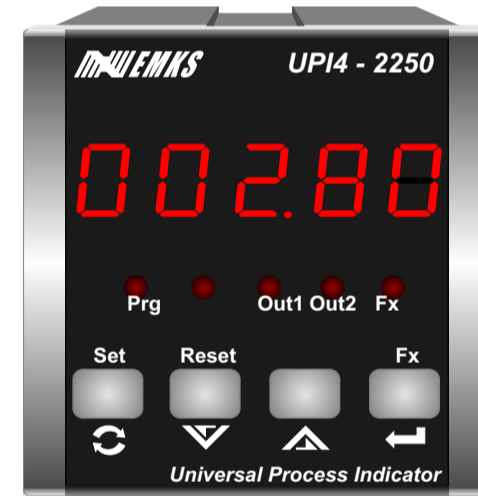 EMKS UPI4 - 2250
002.80
Prg Out1 Out2 Fx
Set Reset Fx
Universal Process Indicator